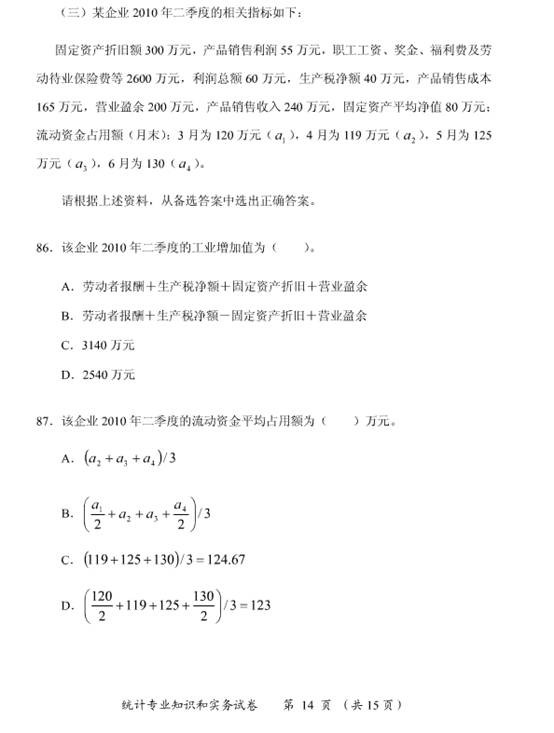 （三）某企业 2010 年二季度的相关指标如下：
固定资产折旧额 300 万元，产品销售利润 55 万元，职工工资、奖金、福利费及劳
动待业保险费等 2600 万元，利润总额 60 万元，生产税净额 40 万元，产品销售成本
165 万元，营业盈余 200 万元，产品销售收入 240 万元，固定资产平均净值 80 万元；
流动资金占用额（月末）：3 月为 120 万元（a₁），4 月为 119 万元（a₂），5 月为 125
万元（a₃），6 月为 130（a₄）。
请根据上述资料，从备选答案中选出正确答案。
86．该企业 2010 年二季度的工业增加值为（　　）。
A．劳动者报酬＋生产税净额＋固定资产折旧＋营业盈余
B．劳动者报酬＋生产税净额－固定资产折旧＋营业盈余
C．3140 万元
D．2540 万元
87．该企业 2010 年二季度的流动资金平均占用额为（　　）万元。
A．(a₂ + a₃ + a₄)/3
B．(a₁/2 + a₂ + a₃ + a₄/2)/3
C．(119+125+130)/3 = 124.67
D．(120/2 +119+125+ 130/2)/3 = 123
统计专业知识和实务试卷　　第 14 页 （共 15 页）